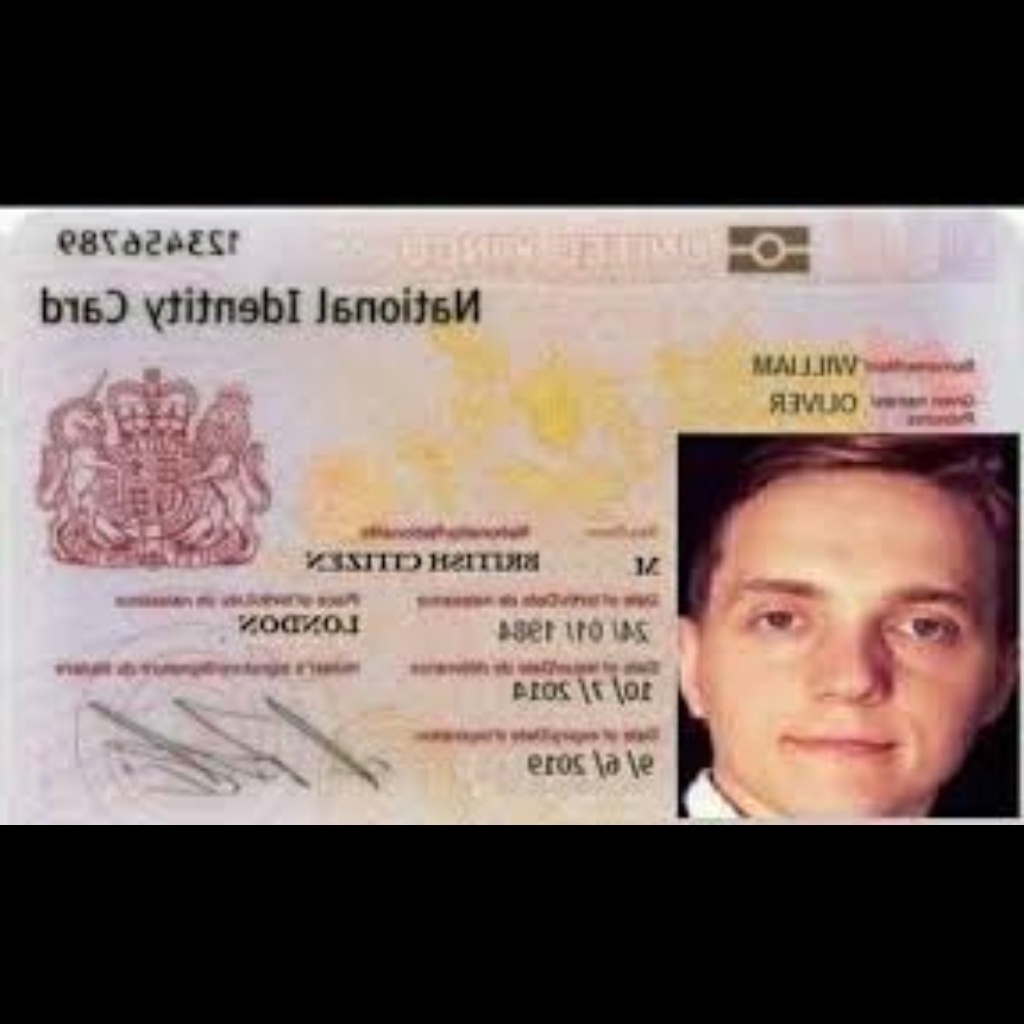 123456789
National Identity Card
Surname/Nom WILLIAM
Given names/ OLIVER
Prénoms
Sex/Sexe Nationality/Nationalité
M BRITISH CITIZEN
Date of birth/Date de naissance Place of birth/Lieu de naissance
24/ 01/ 1984 LONDON
Date of issue/Date de délivrance Holder's signature/Signature du titulaire
10/ 7/ 2014
Date of expiry/Date d'expiration
9/ 6/ 2019